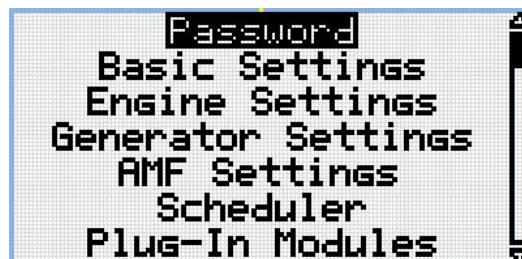 Password
Basic Settings
Engine Settings
Generator Settings
AMF Settings
Scheduler
Plug-In Modules